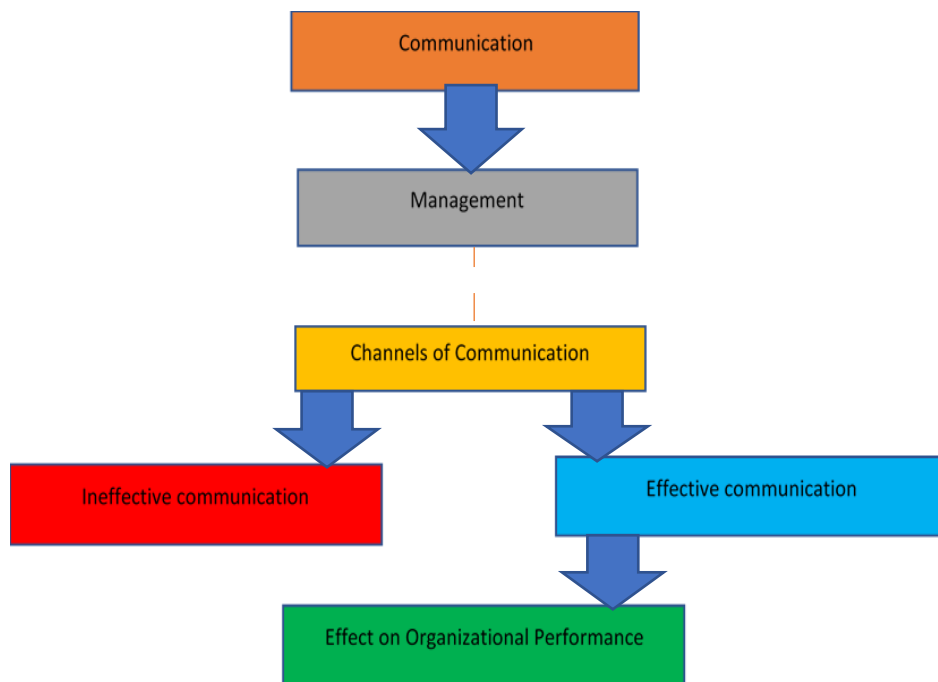 Communication
Management
Channels of Communication
Ineffective communication
Effective communication
Effect on Organizational Performance